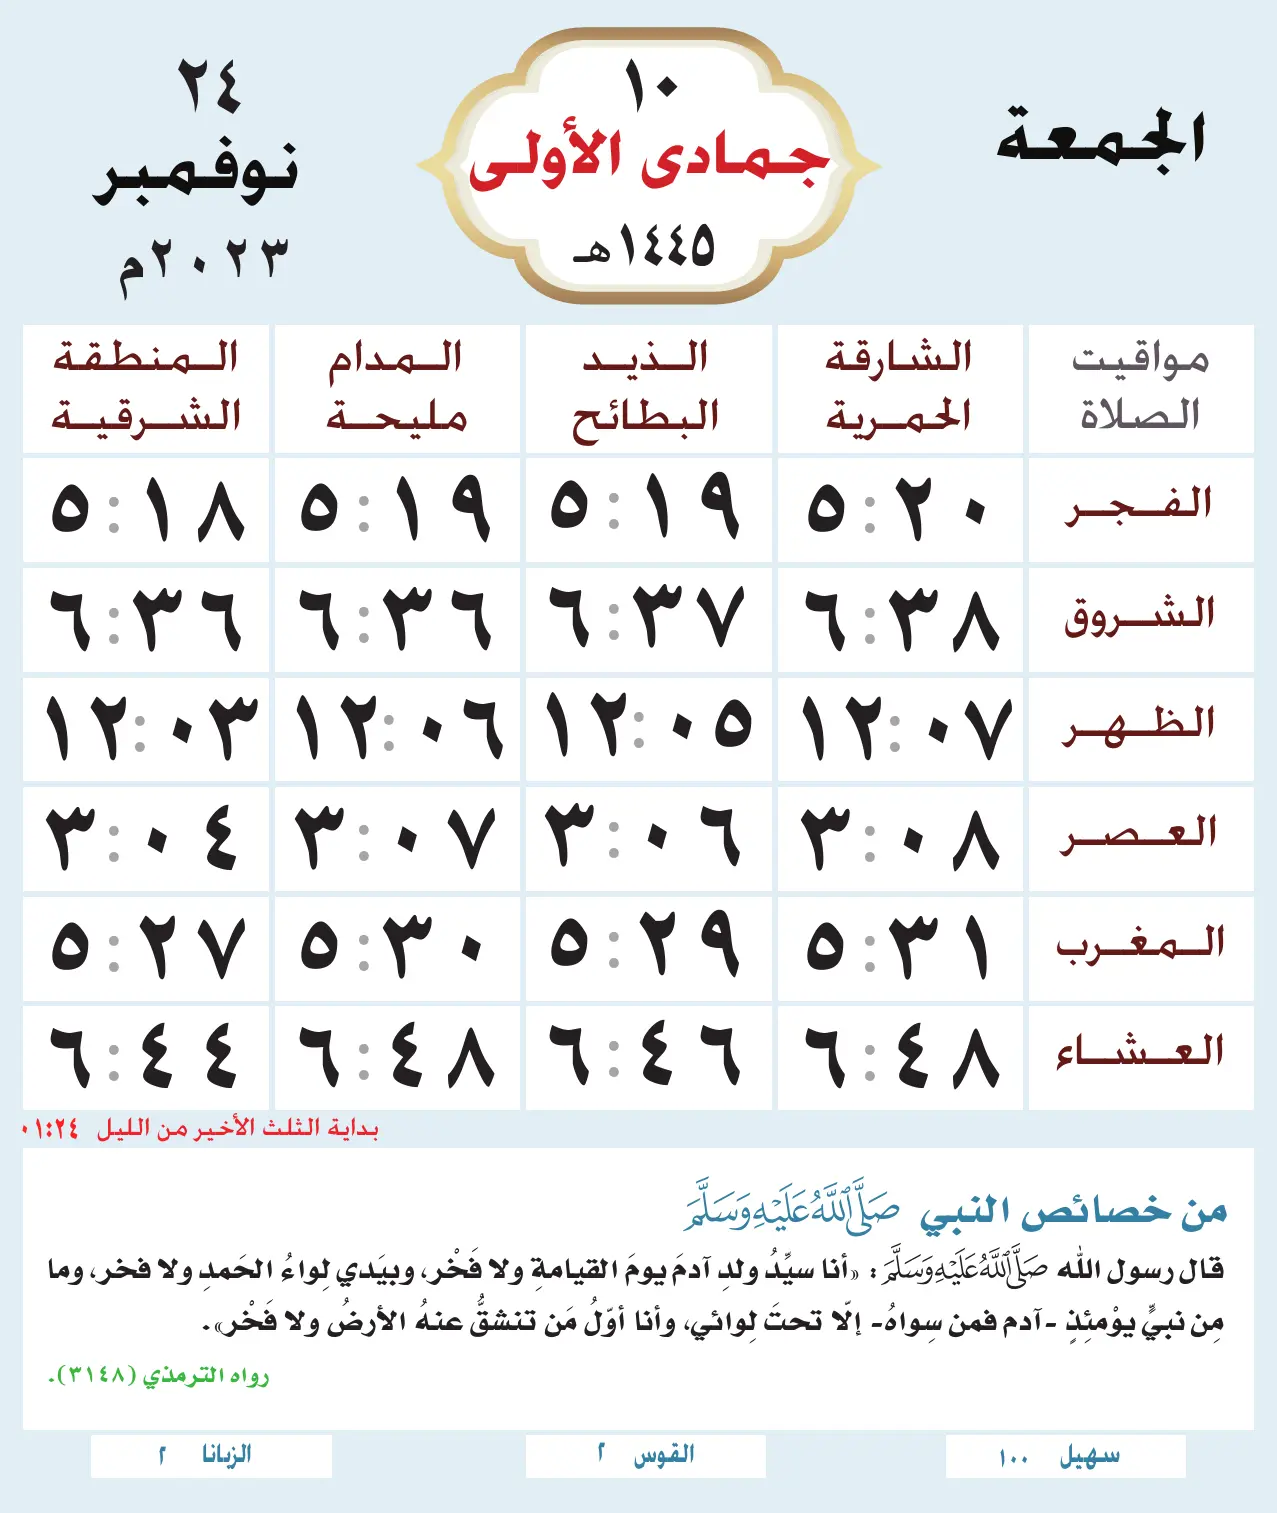 الجمعة
١٠
جمادى الأولى
١٤٤٥هـ
٢٤
نوفمبر
٢٠٢٣م
مواقيت الصلاة
الشارقة الحمرية
الذيد البطائح
المدام مليحة
المنطقة الشرقية
الفجر ٥:٢٠ ٥:١٩ ٥:١٩ ٥:١٨
الشروق ٦:٣٨ ٦:٣٧ ٦:٣٦ ٦:٣٦
الظهر ١٢:٠٧ ١٢:٠٥ ١٢:٠٦ ١٢:٠٣
العصر ٣:٠٨ ٣:٠٦ ٣:٠٧ ٣:٠٤
المغرب ٥:٣١ ٥:٢٩ ٥:٣٠ ٥:٢٧
العشاء ٦:٤٨ ٦:٤٦ ٦:٤٨ ٦:٤٤
بداية الثلث الأخير من الليل ٠١:٢٤
من خصائص النبي صَلَّى اللَّهُ عَلَيْهِ وَسَلَّمَ
قال رسول الله صَلَّى اللَّهُ عَلَيْهِ وَسَلَّمَ: «أنا سيِّدُ ولدِ آدمَ يومَ القيامةِ ولا فَخْر، وبيَدي لِواءُ الحَمدِ ولا فخر، وما
مِن نبيٍّ يوْمئِذٍ -آدم فمن سِواهُ- إلّا تحتَ لِوائي، وأنا أوّلُ مَن تنشقُّ عنهُ الأرضُ ولا فَخْر».
رواه الترمذي (٣١٤٨).
سهيل ١٠٠
القوس ٢
الزبانا ٢